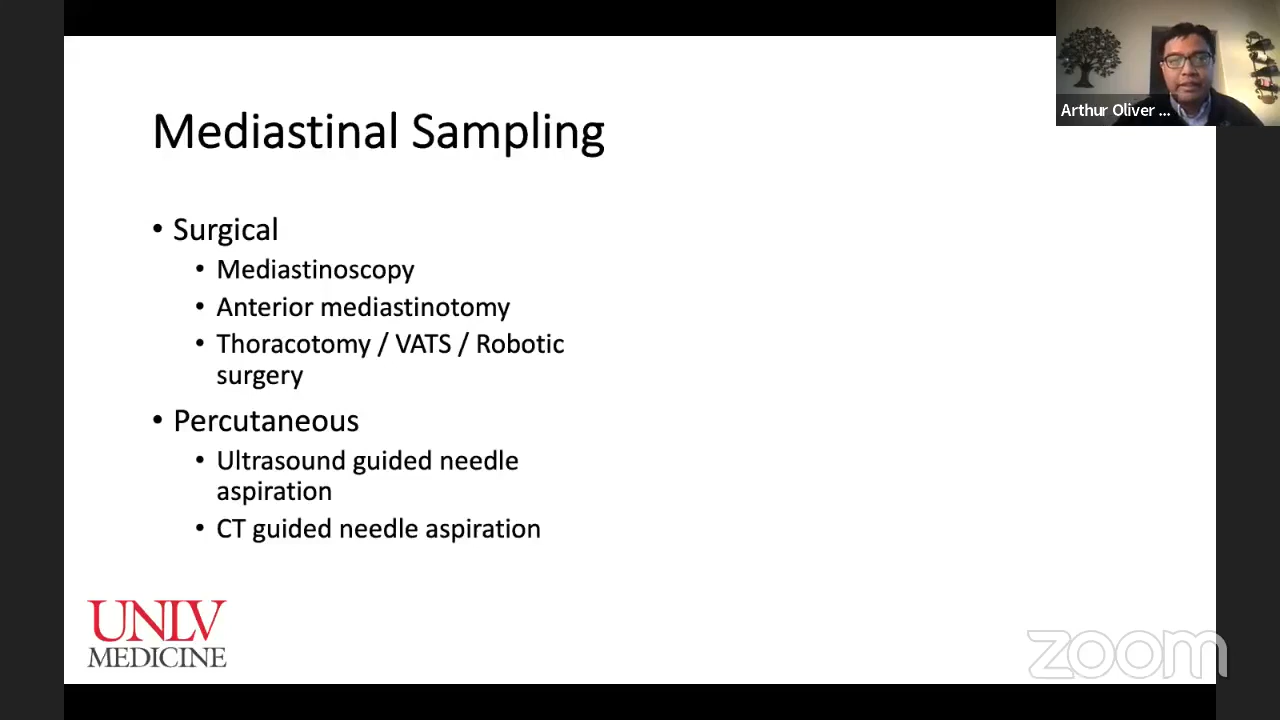 Arthur Oliver ...
Mediastinal Sampling
• Surgical
• Mediastinoscopy
• Anterior mediastinotomy
• Thoracotomy / VATS / Robotic
surgery
• Percutaneous
• Ultrasound guided needle
aspiration
• CT guided needle aspiration
UNLV
MEDICINE
zoom